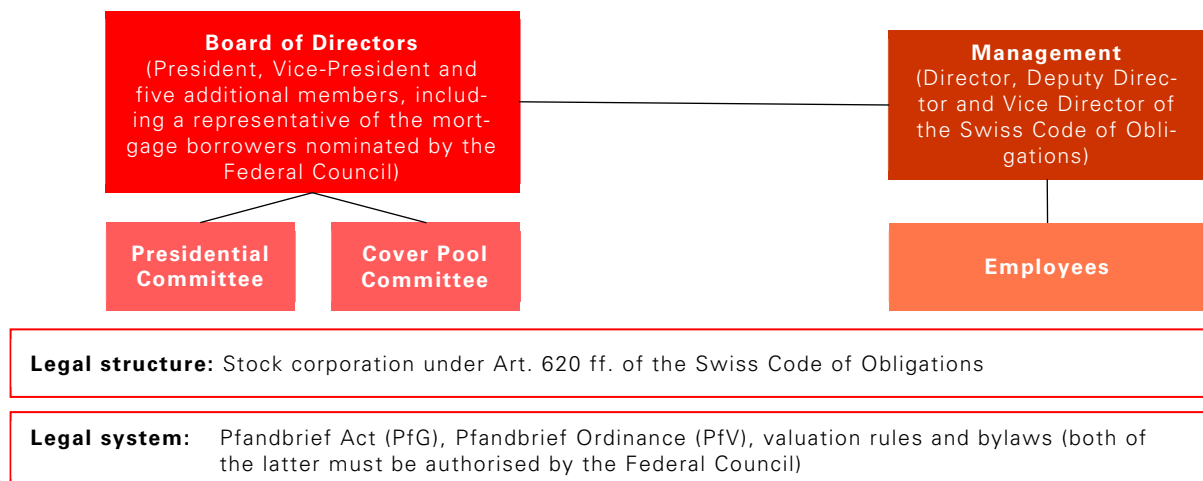 Board of Directors
(President, Vice-President and
five additional members, includ-
ing a representative of the mort-
gage borrowers nominated by the
Federal Council)
Management
(Director, Deputy Direc-
tor and Vice Director of
the Swiss Code of Obli-
gations)
Presidential
Committee
Cover Pool
Committee
Employees
Legal structure: Stock corporation under Art. 620 ff. of the Swiss Code of Obligations
Legal system: Pfandbrief Act (PfG), Pfandbrief Ordinance (PfV), valuation rules and bylaws (both of
the latter must be authorised by the Federal Council)